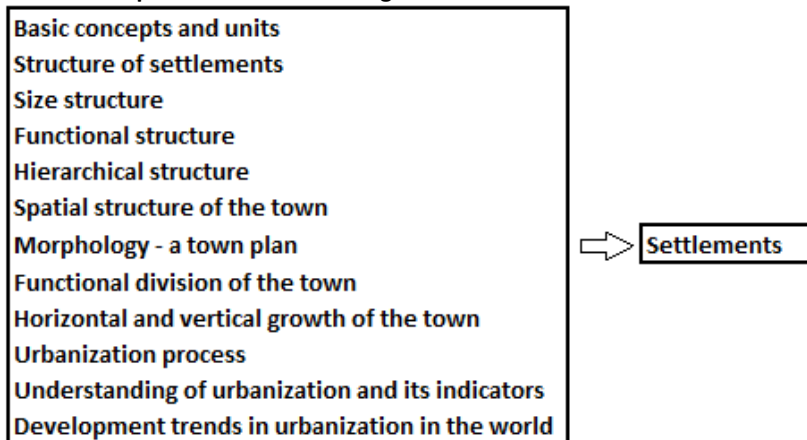 Basic concepts and units
Structure of settlements
Size structure
Functional structure
Hierarchical structure
Spatial structure of the town
Morphology - a town plan
Functional division of the town
Horizontal and vertical growth of the town
Urbanization process
Understanding of urbanization and its indicators
Development trends in urbanization in the world
Settlements